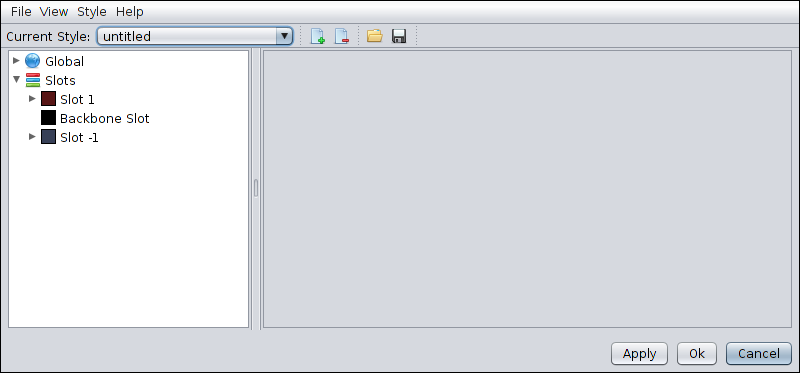 File View Style Help
Current Style: untitled
Global
Slots
Slot 1
Backbone Slot
Slot -1
Apply Ok Cancel